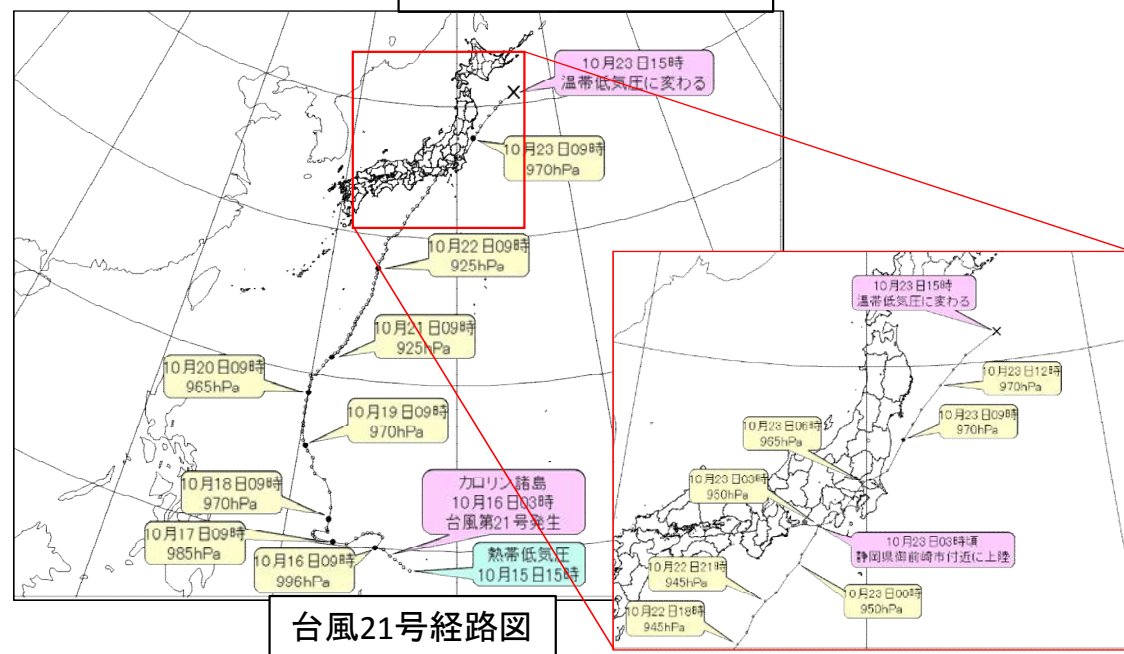 10月23日15時
温帯低気圧に変わる
10月23日09時
970hPa
10月22日09時
925hPa
10月21日09時
925hPa
10月20日09時
965hPa
10月19日09時
970hPa
10月18日09時
970hPa
10月17日09時
985hPa
10月16日09時
996hPa
カロリン諸島
10月16日03時
台風第21号発生
熱帯低気圧
10月15日15時
台風21号経路図
10月23日15時
温帯低気圧に変わる
10月23日12時
970hPa
10月23日09時
970hPa
10月23日06時
965hPa
10月23日03時
950hPa
10月23日03時頃
静岡県御前崎市付近に上陸
10月23日00時
950hPa
10月22日21時
945hPa
10月22日18時
945hPa